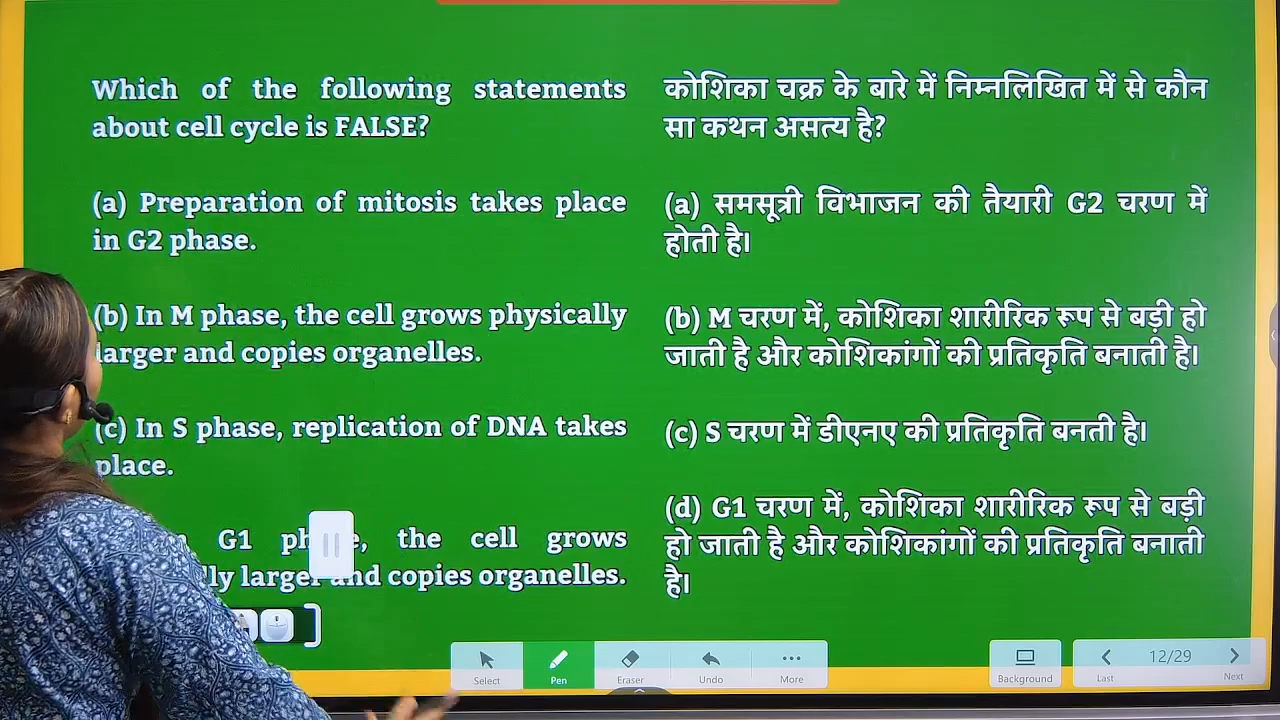 Which of the following statements
about cell cycle is FALSE?
(a) Preparation of mitosis takes place
in G2 phase.
(b) In M phase, the cell grows physically
larger and copies organelles.
(c) In S phase, replication of DNA takes
place.
G1 the cell grows
larger and copies organelles.
कोशिका चक्र के बारे में निम्नलिखित में से कौन
सा कथन असत्य है?
(a) समसूत्री विभाजन की तैयारी G2 चरण में
होती है।
(b) M चरण में, कोशिका शारीरिक रूप से बड़ी हो
जाती है और कोशिकांगों की प्रतिकृति बनाती है।
(c) S चरण में डीएनए की प्रतिकृति बनती है।
(d) G1 चरण में, कोशिका शारीरिक रूप से बड़ी
हो जाती है और कोशिकांगों की प्रतिकृति बनाती
है।
Select Pen Eraser Undo More Background Last 12/29 Next